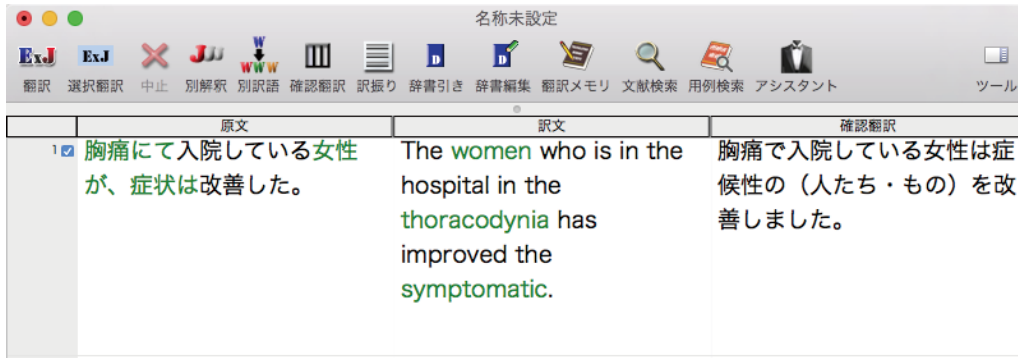 名称未設定
ExJ ExJ J W WWW D D
翻訳 選択翻訳 中止 別解釈 別訳語 確認翻訳 訳振り 辞書引き 辞書編集 翻訳メモリ 文献検索 用例検索 アシスタント ツール
原文 訳文 確認翻訳
1 胸痛にて入院している女性 The women who is in the 胸痛で入院している女性は症
が、症状は改善した。 hospital in the 候性の（人たち・もの）を改
thoracodynia has 善しました。
improved the
symptomatic.